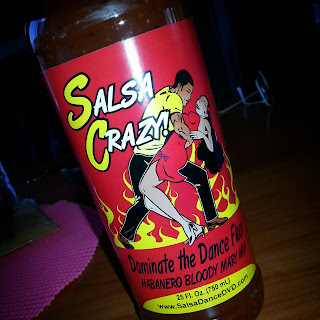 SALSA
CRAZY!
Dominate the Dance Floor
HABANERO BLOODY MARY MIX
25 Fl. Oz. (750 mL)
www.SalsaDanceDVD.com